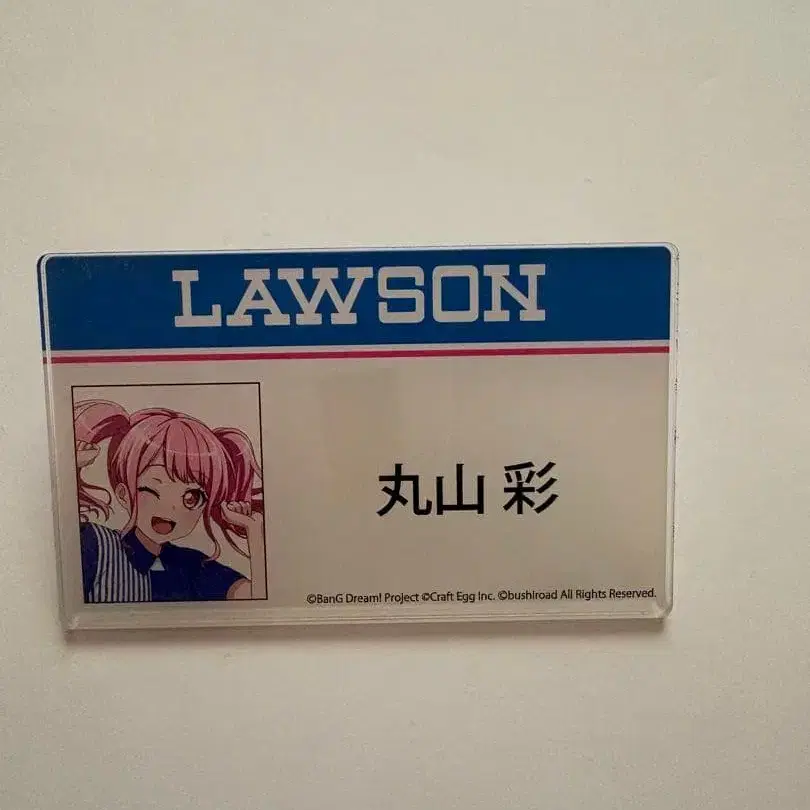 LAWSON
丸山 彩
©BanG Dream! Project ©Craft Egg Inc. ©bushiroad All Rights Reserved.